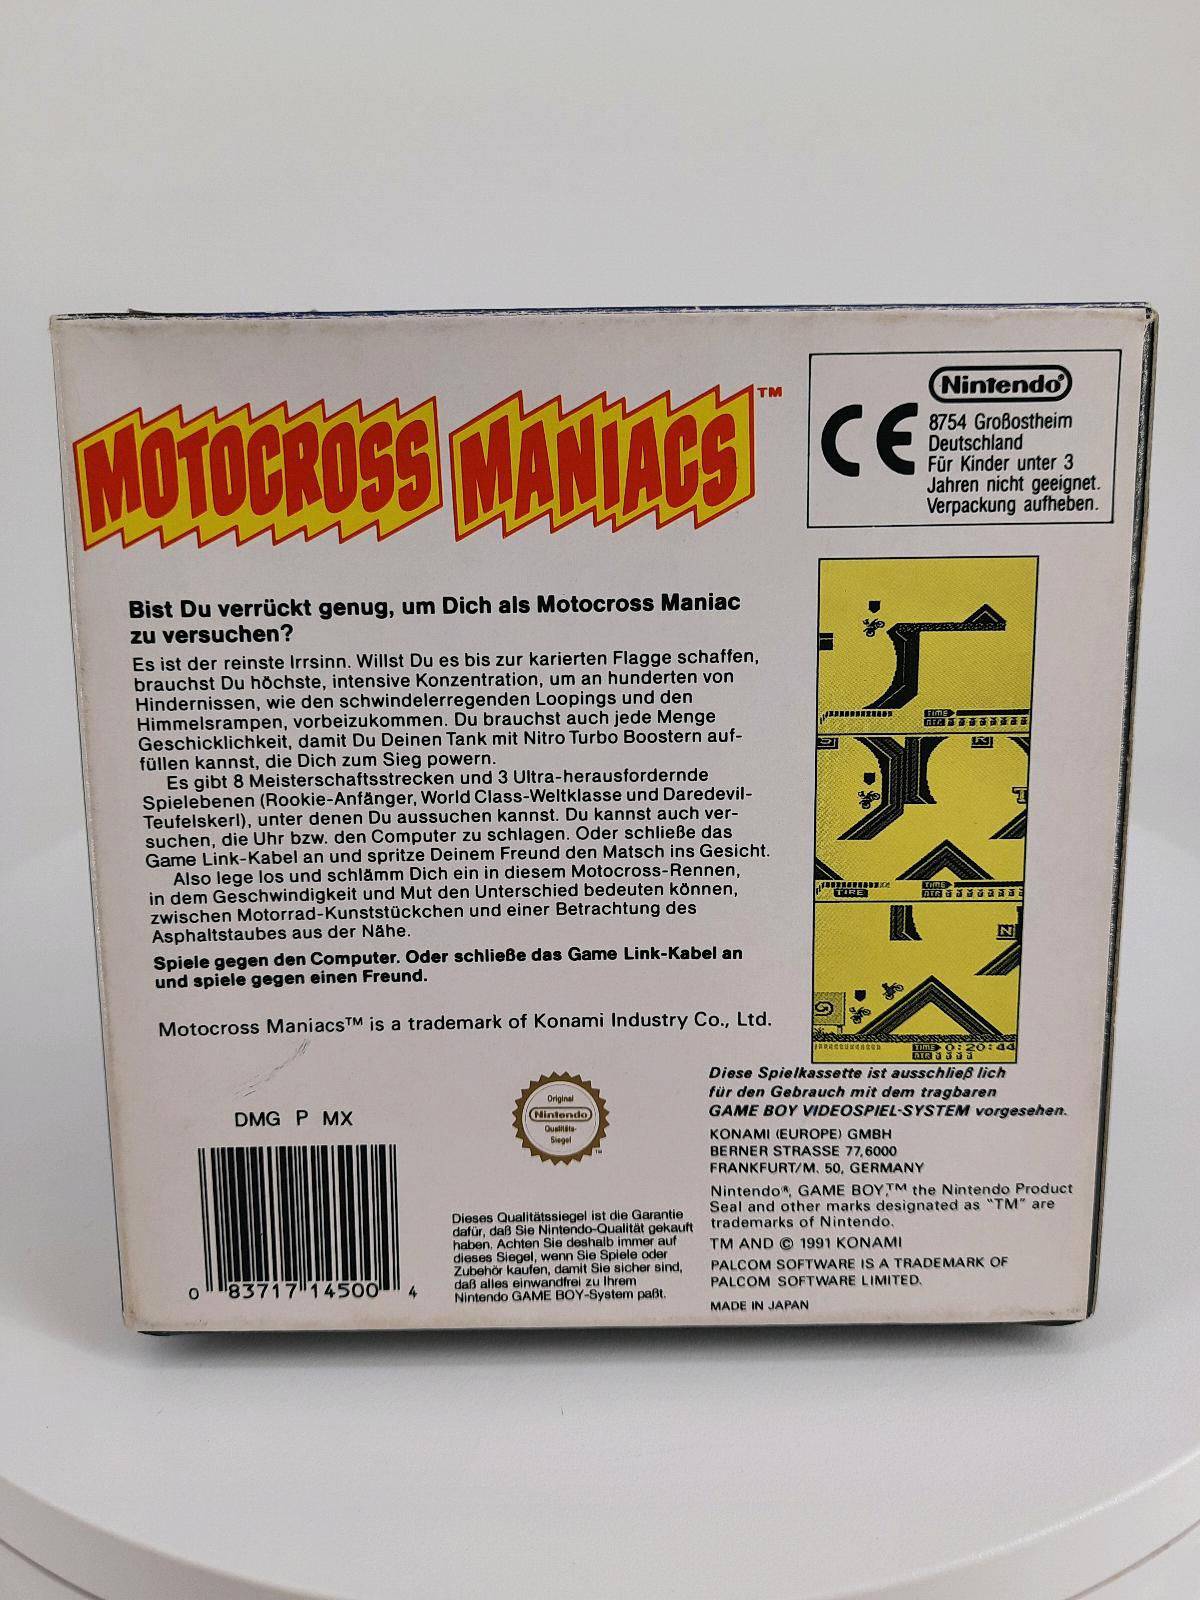 MOTOCROSS MANIACS™
Nintendo®
CE
8754 Großostheim
Deutschland
Für Kinder unter 3
Jahren nicht geeignet.
Verpackung aufheben.
Bist Du verrückt genug, um Dich als Motocross Maniac
zu versuchen?
Es ist der reinste Irrsinn. Willst Du es bis zur karierten Flagge schaffen,
brauchst Du höchste, intensive Konzentration, um an hunderten von
Hindernissen, wie den schwindelerregenden Loopings und den
Himmelsrampen, vorbeizukommen. Du brauchst auch jede Menge
Geschicklichkeit, damit Du Deinen Tank mit Nitro Turbo Boostern auf-
füllen kannst, die Dich zum Sieg powern.
Es gibt 8 Meisterschaftsstrecken und 3 Ultra-herausfordernde
Spielebenen (Rookie-Anfänger, World Class-Weltklasse und Daredevil-
Teufelskerl), unter denen Du aussuchen kannst. Du kannst auch ver-
suchen, die Uhr bzw. den Computer zu schlagen. Oder schließe das
Game Link-Kabel an und spritze Deinem Freund den Matsch ins Gesicht.
Also lege los und schlämm Dich ein in diesem Motocross-Rennen,
in dem Geschwindigkeit und Mut den Unterschied bedeuten können,
zwischen Motorrad-Kunststückchen und einer Betrachtung des
Asphaltstaubes aus der Nähe.
Spiele gegen den Computer. Oder schließe das Game Link-Kabel an
und spiele gegen einen Freund.
Motocross Maniacs™ is a trademark of Konami Industry Co., Ltd.
TIME
N
T
TIRE
TIME
N
TIME 0:20:44
DMG P MX
0 83717 14500 4
Original
Nintendo
Qualitäts-
Siegel
™
Dieses Qualitätssiegel ist die Garantie
dafür, daß Sie Nintendo-Qualität gekauft
haben. Achten Sie deshalb immer auf
dieses Siegel, wenn Sie Spiele oder
Zubehör kaufen, damit Sie sicher sind,
daß alles einwandfrei zu Ihrem
Nintendo GAME BOY-System paßt.
Diese Spielkassette ist ausschließ lich
für den Gebrauch mit dem tragbaren
GAME BOY VIDEOSPIEL-SYSTEM vorgesehen.
KONAMI (EUROPE) GMBH
BERNER STRASSE 77,6000
FRANKFURT/M. 50, GERMANY
Nintendo®, GAME BOY,™ the Nintendo Product
Seal and other marks designated as "TM" are
trademarks of Nintendo.
TM AND © 1991 KONAMI
PALCOM SOFTWARE IS A TRADEMARK OF
PALCOM SOFTWARE LIMITED.
MADE IN JAPAN